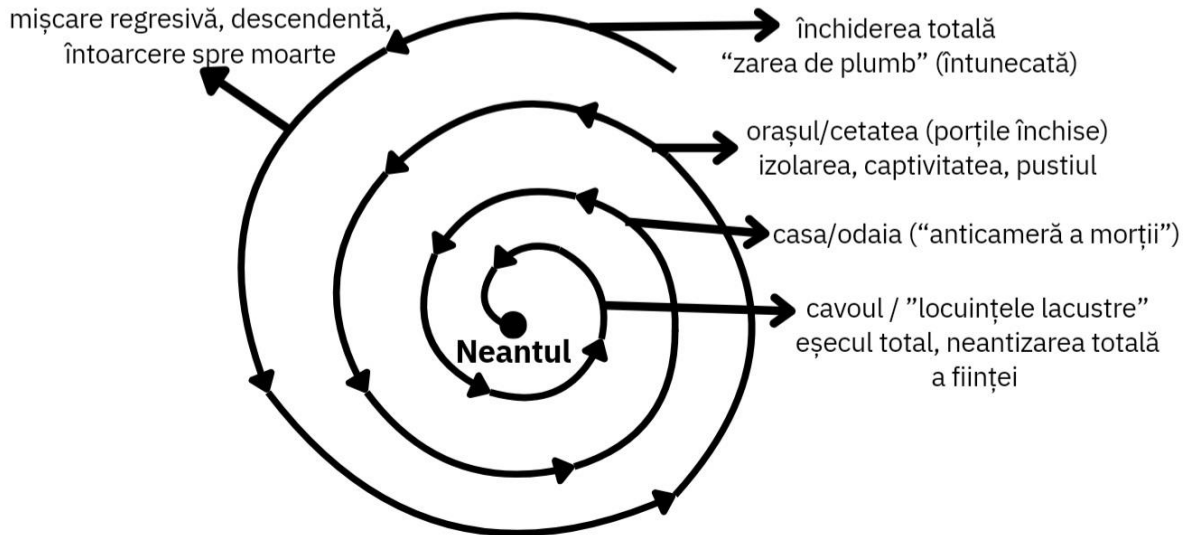 mișcare regresivă, descendentă,
întoarcere spre moarte
închiderea totală
“zarea de plumb” (întunecată)
orașul/cetatea (porțile închise)
izolarea, captivitatea, pustiul
casa/odaia (“anticameră a morții”)
cavoul / ”locuințele lacustre”
eșecul total, neantizarea totală
a ființei
Neantul